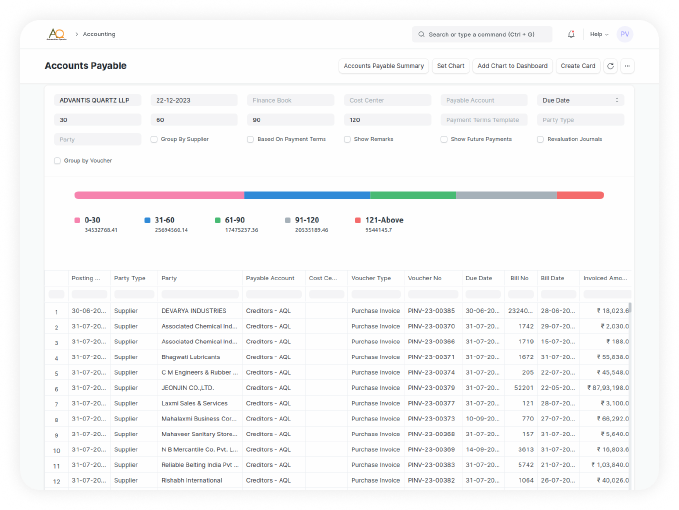 AQ
Accounting
Search or type a command (Ctrl + G)
Help
PV
Accounts Payable
Accounts Payable Summary
Set Chart
Add Chart to Dashboard
Create Card
ADVANTIS QUARTZ LLP
22-12-2023
Finance Book
Cost Center
Payable Account
Due Date
30
60
90
120
Payment Terms Template
Party Type
Party
Group By Supplier
Based On Payment Terms
Show Remarks
Show Future Payments
Revaluation Journals
Group by Voucher
0-30 31-60 61-90 91-120 121-Above
34532768.41 25694566.14 17475237.36 20535189.46 9544145.7
Posting ... Party Type Party Payable Account Cost Ce... Voucher Type Voucher No Due Date Bill No Bill Date Invoiced Amo...
1 30-06-20... Supplier DEVARYA INDUSTRIES Creditors - AQL Purchase Invoice PINV-23-00385 30-06-20... 23240... 28-06-20... ₹ 18,023.6
2 31-07-20... Supplier Associated Chemical Ind... Creditors - AQL Purchase Invoice PINV-23-00370 31-07-20... 1742 29-07-20... ₹ 2,030.0
3 31-07-20... Supplier Associated Chemical Ind... Creditors - AQL Purchase Invoice PINV-23-00366 31-07-20... 1719 15-07-20... ₹ 188.0
4 31-07-20... Supplier Bhagwati Lubricants Creditors - AQL Purchase Invoice PINV-23-00371 31-07-20... 1672 31-07-20... ₹ 55,838.0
5 31-07-20... Supplier C M Engineers & Rubber ... Creditors - AQL Purchase Invoice PINV-23-00374 31-07-20... 205 22-07-20... ₹ 45,548.0
6 31-07-20... Supplier JEONJIN CO.,LTD. Creditors - AQL Purchase Invoice PINV-23-00379 31-07-20... 52201 22-05-20... ₹ 87,93,198.0
7 31-07-20... Supplier Laxmi Sales & Services Creditors - AQL Purchase Invoice PINV-23-00377 31-07-20... 121 28-07-20... ₹ 3,100.0
8 31-07-20... Supplier Mahalaxmi Business Cor... Creditors - AQL Purchase Invoice PINV-23-00373 10-09-20... 770 27-07-20... ₹ 66,292.0
9 31-07-20... Supplier Mahaveer Sanitary Store... Creditors - AQL Purchase Invoice PINV-23-00368 31-07-20... 157 31-07-20... ₹ 5,640.0
10 31-07-20... Supplier N B Mercantile Co. Pvt. L... Creditors - AQL Purchase Invoice PINV-23-00369 14-09-20... 3613 31-07-20... ₹ 16,803.6
11 31-07-20... Supplier Reliable Belting India Pvt ... Creditors - AQL Purchase Invoice PINV-23-00383 31-07-20... 5742 21-07-20... ₹ 1,03,840.0
12 31-07-20... Supplier Rishabh International Creditors - AQL Purchase Invoice PINV-23-00382 31-07-20... 1064 26-07-20... ₹ 40,026.0